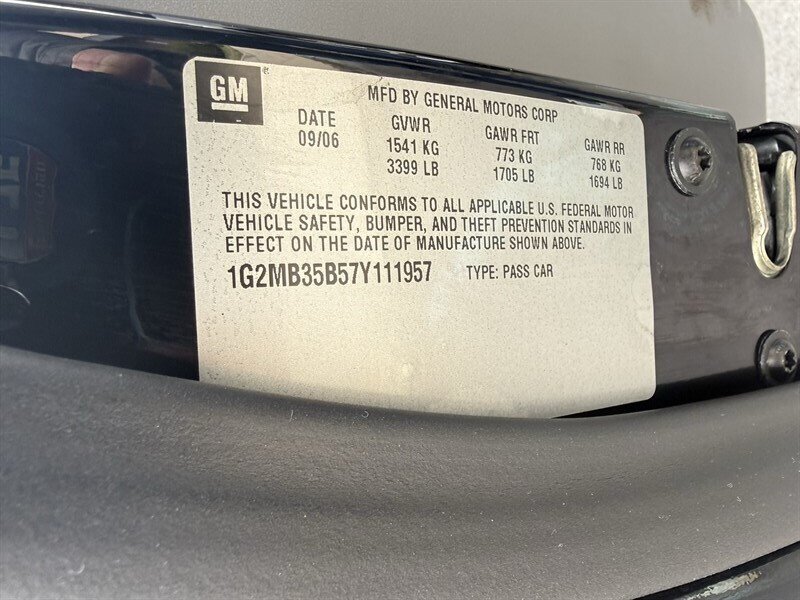 GM
MFD BY GENERAL MOTORS CORP
DATE GVWR GAWR FRT GAWR RR
09/06 1541 KG 773 KG 768 KG
3399 LB 1705 LB 1694 LB
THIS VEHICLE CONFORMS TO ALL APPLICABLE U.S. FEDERAL MOTOR
VEHICLE SAFETY, BUMPER, AND THEFT PREVENTION STANDARDS IN
EFFECT ON THE DATE OF MANUFACTURE SHOWN ABOVE.
1G2MB35B57Y111957 TYPE: PASS CAR